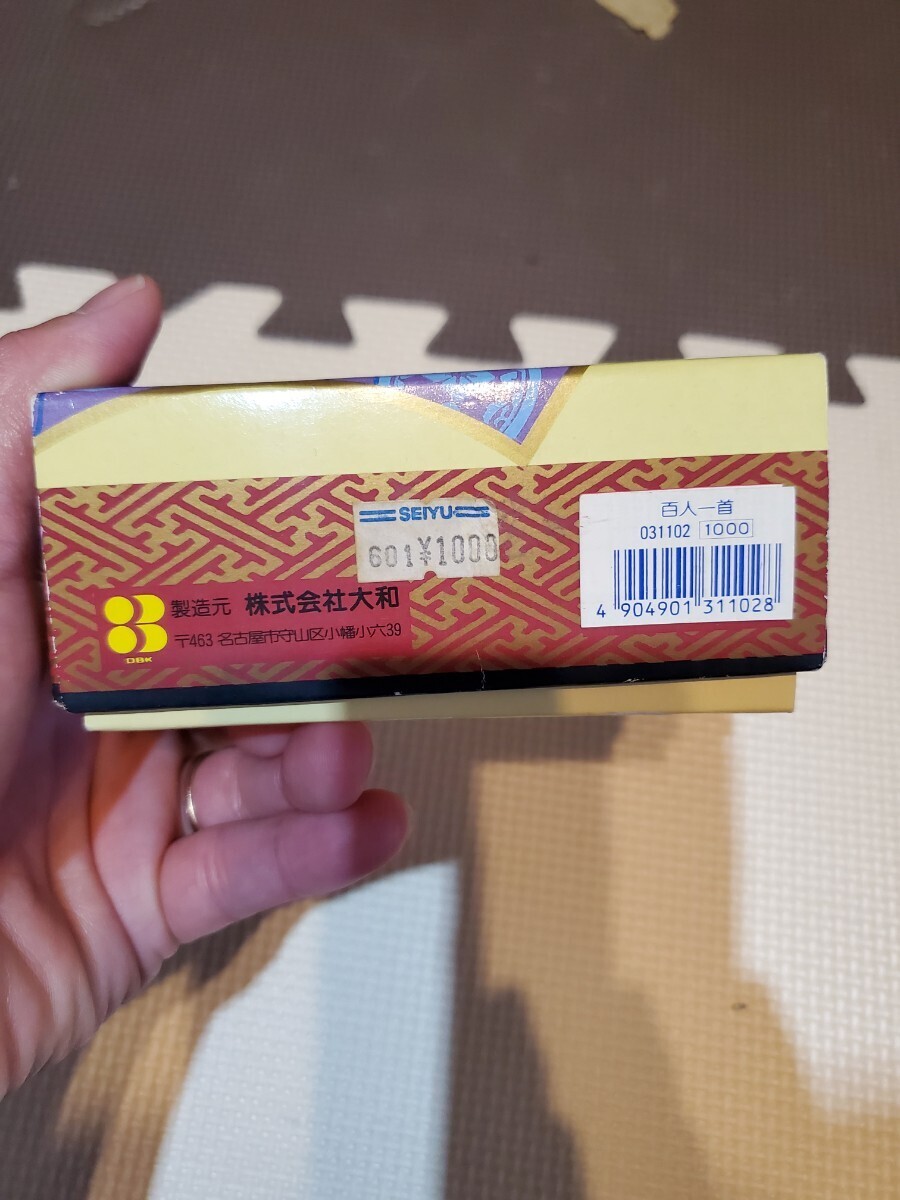 SEIYU
601¥1000
百人一首
031102 1000
4 904901 311028
DBK
製造元 株式会社大和
〒463 名古屋市守山区小幡小六39